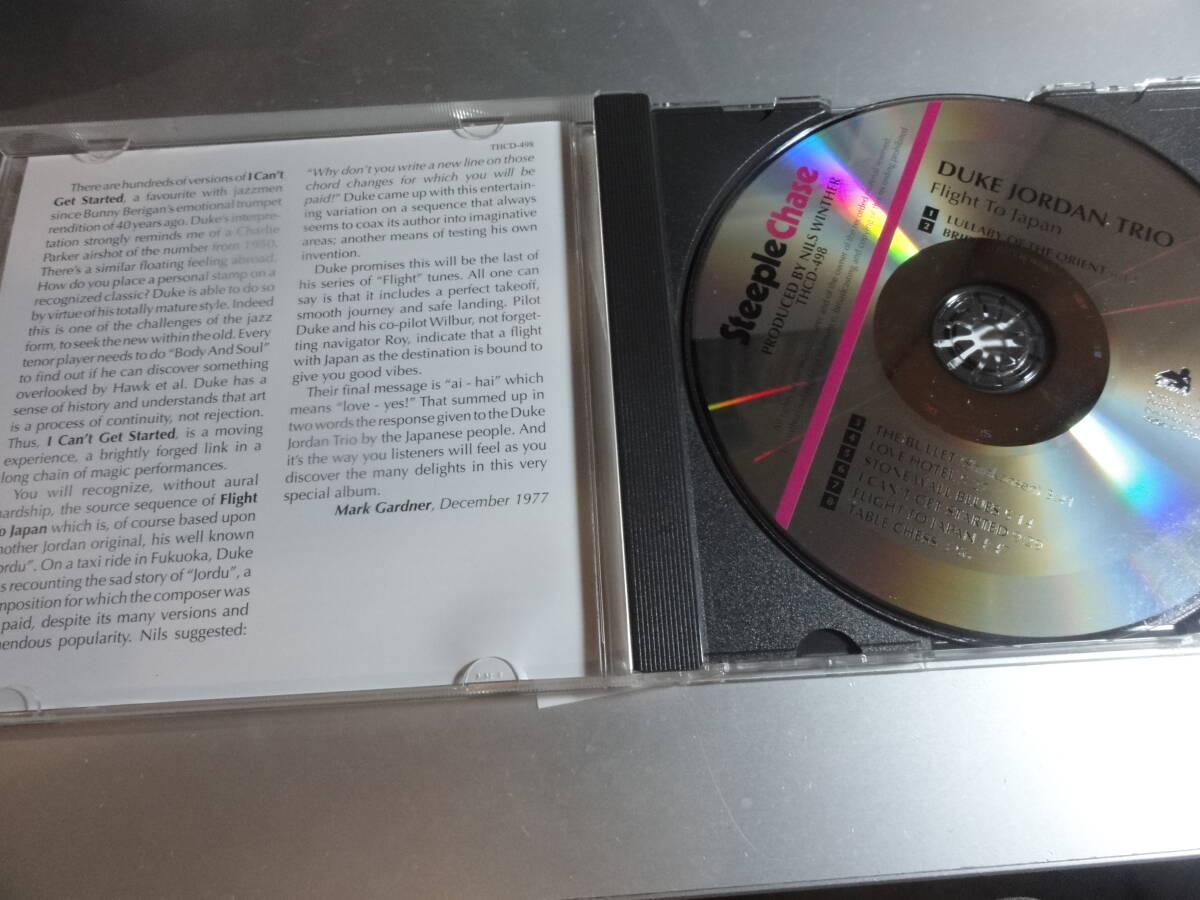 There are hundreds of versions of I Can't
Get Started, a favourite with jazzmen
since Bunny Berigan's emotional trumpet
rendition of 40 years ago. Duke's interpre-
tation strongly reminds me of a Charlie
Parker airshot of the number from 1950.
There's a similar floating feeling abroad.
How do you place a personal stamp on a
recognized classic? Duke is able to do so
by virtue of his totally mature style. Indeed
this is one of the challenges of the jazz
form, to seek the new within the old. Every
tenor player needs to do "Body And Soul"
to find out if he can discover something
overlooked by Hawk et al. Duke has a
sense of history and understands that art
is a process of continuity, not rejection.
Thus, I Can't Get Started, is a moving
experience, a brightly forged link in a
long chain of magic performances.
You will recognize, without aural
hardship, the source sequence of Flight
To Japan which is, of course based upon
another Jordan original, his well known
ordu". On a taxi ride in Fukuoka, Duke
s recounting the sad story of "Jordu", a
mposition for which the composer was
paid, despite its many versions and
mendous popularity. Nils suggested:
THCD-498
"Why don't you write a new line on those
chord changes for which you will be
paid!" Duke came up with this entertain-
ing variation on a sequence that always
seems to coax its author into imaginative
areas; another means of testing his own
invention.
Duke promises this will be the last of
his series of "Flight" tunes. All one can
say is that it includes a perfect takeoff,
smooth journey and safe landing. Pilot
Duke and his co-pilot Wilbur, not forget-
ting navigator Roy, indicate that a flight
with Japan as the destination is bound to
give you good vibes.
Their final message is "ai - hai" which
means "love - yes!" That summed up in
two words the response given to the Duke
Jordan Trio by the Japanese people. And
it's the way you listeners will feel as you
discover the many delights in this very
special album.
Mark Gardner, December 1977
SteepleChase
PRODUCED BY NILS WINTHER
THCD-498
DUKE JORDAN TRIO
Flight To Japan
1 LULLABY OF THE ORIENT
2
3 THE BULLET
4 LOVE HOTEL
5 STONEWALL BLUES
6 I CAN'T GET STARTED
7 FLIGHT TO JAPAN
8 TABLE CHESS